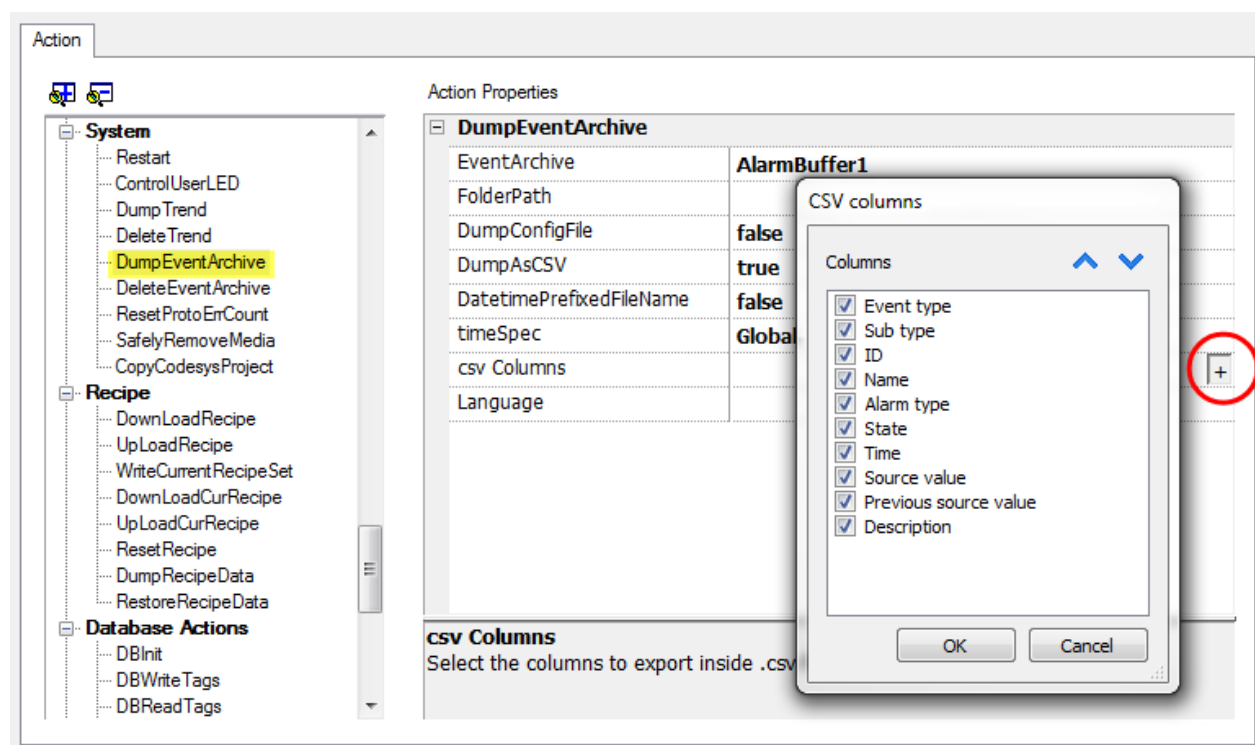 Action
System
Restart
ControlUserLED
DumpTrend
DeleteTrend
DumpEventArchive
DeleteEventArchive
ResetProtoErrCount
SafelyRemoveMedia
CopyCodesysProject
Recipe
DownLoadRecipe
UpLoadRecipe
WriteCurrentRecipeSet
DownLoadCurRecipe
UpLoadCurRecipe
ResetRecipe
DumpRecipeData
RestoreRecipeData
Database Actions
DBInit
DBWriteTags
DBReadTags
Action Properties
DumpEventArchive
EventArchive AlarmBuffer1
FolderPath
DumpConfigFile false
DumpAsCSV true
DatetimePrefixedFileName false
timeSpec Global
csv Columns +
Language
csv Columns
Select the columns to export inside .csv
CSV columns
Columns
Event type
Sub type
ID
Name
Alarm type
State
Time
Source value
Previous source value
Description
OK Cancel